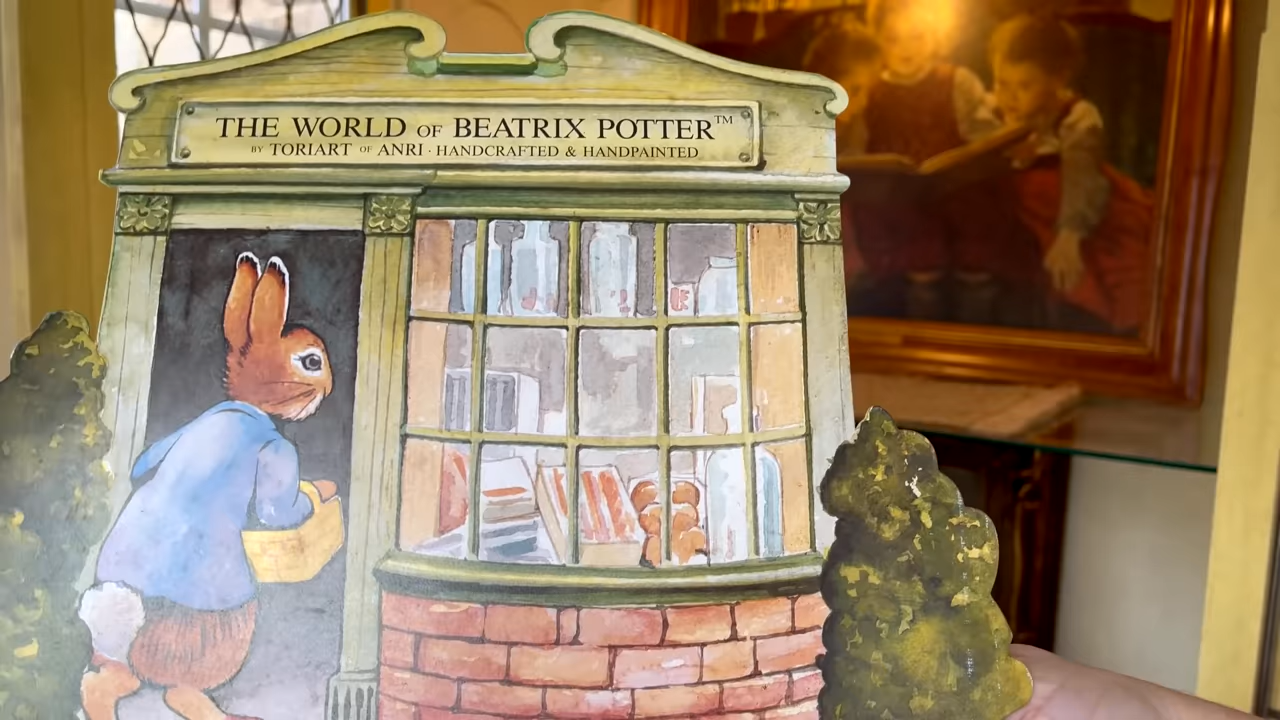 THE WORLD OF BEATRIX POTTER™
BY TORIART OF ANRI · HANDCRAFTED & HANDPAINTED